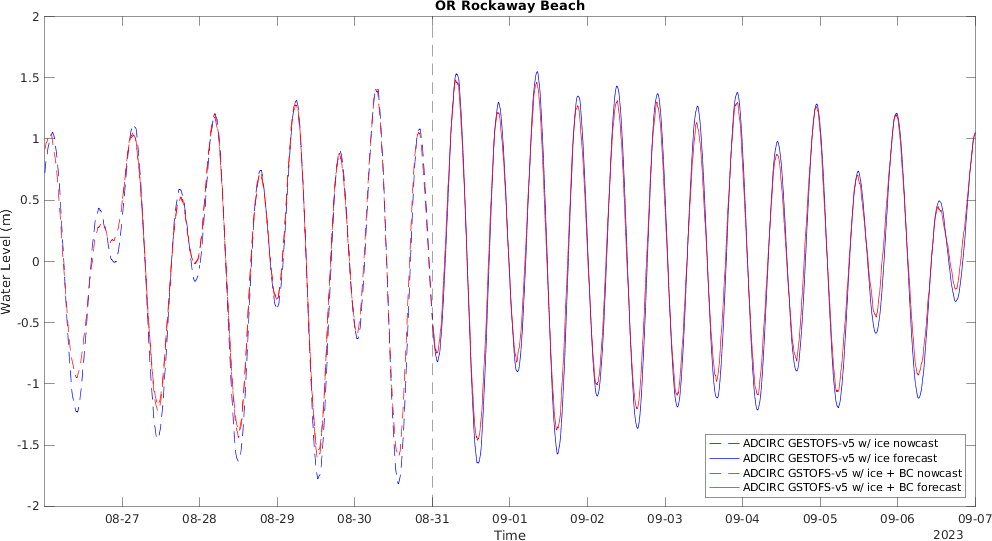 OR Rockaway Beach
2
1.5
1
0.5
0
-0.5
-1
-1.5
-2
Water Level (m)
08-27 08-28 08-29 08-30 08-31 09-01 09-02 09-03 09-04 09-05 09-06 09-07
Time
2023
ADCIRC GESTOFS-v5 w/ ice nowcast
ADCIRC GESTOFS-v5 w/ ice forecast
ADCIRC GSTOFS-v5 w/ ice + BC nowcast
ADCIRC GSTOFS-v5 w/ ice + BC forecast